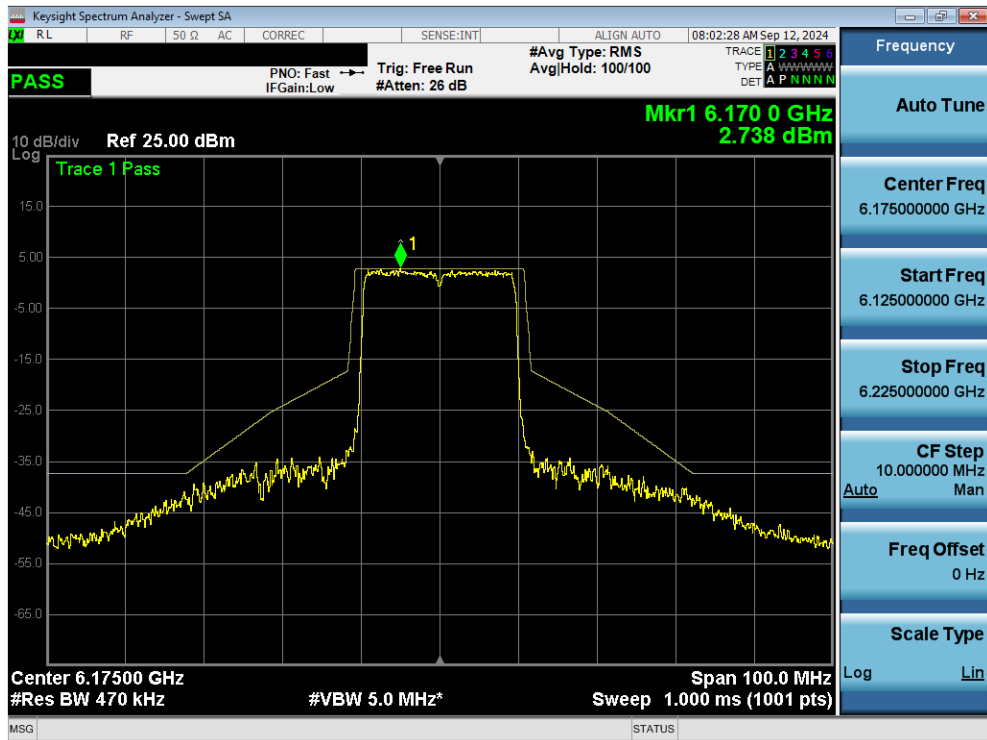 Keysight Spectrum Analyzer - Swept SA
LXI RL RF 50 Ω AC CORREC SENSE:INT ALIGN AUTO 08:02:28 AM Sep 12, 2024
PASS
PNO: Fast
IFGain:Low
Trig: Free Run
#Atten: 26 dB
#Avg Type: RMS
Avg|Hold: 100/100
TRACE 1 2 3 4 5 6
TYPE A WWWWW
DET A P N N N N
Mkr1 6.170 0 GHz
2.738 dBm
10 dB/div Ref 25.00 dBm
Log
Trace 1 Pass
1
15.0
5.00
-5.00
-15.0
-25.0
-35.0
-45.0
-55.0
-65.0
Center 6.17500 GHz Span 100.0 MHz
#Res BW 470 kHz #VBW 5.0 MHz* Sweep 1.000 ms (1001 pts)
MSG STATUS
Frequency
Auto Tune
Center Freq
6.175000000 GHz
Start Freq
6.125000000 GHz
Stop Freq
6.225000000 GHz
CF Step
10.000000 MHz
Auto Man
Freq Offset
0 Hz
Scale Type
Log Lin